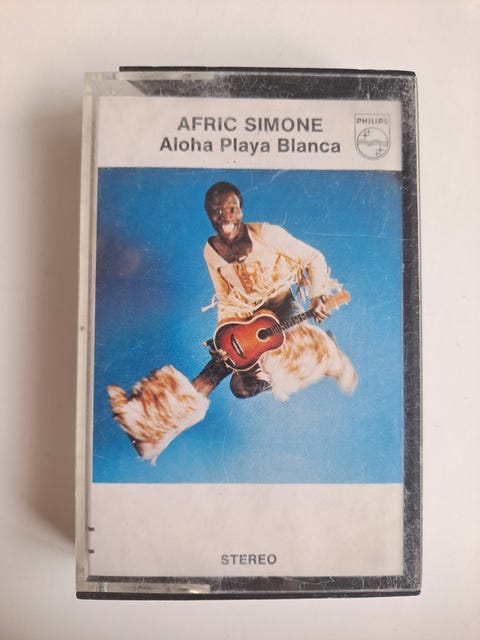 AFRIC SIMONE
Aloha Playa Blanca
PHILIPS
STEREO